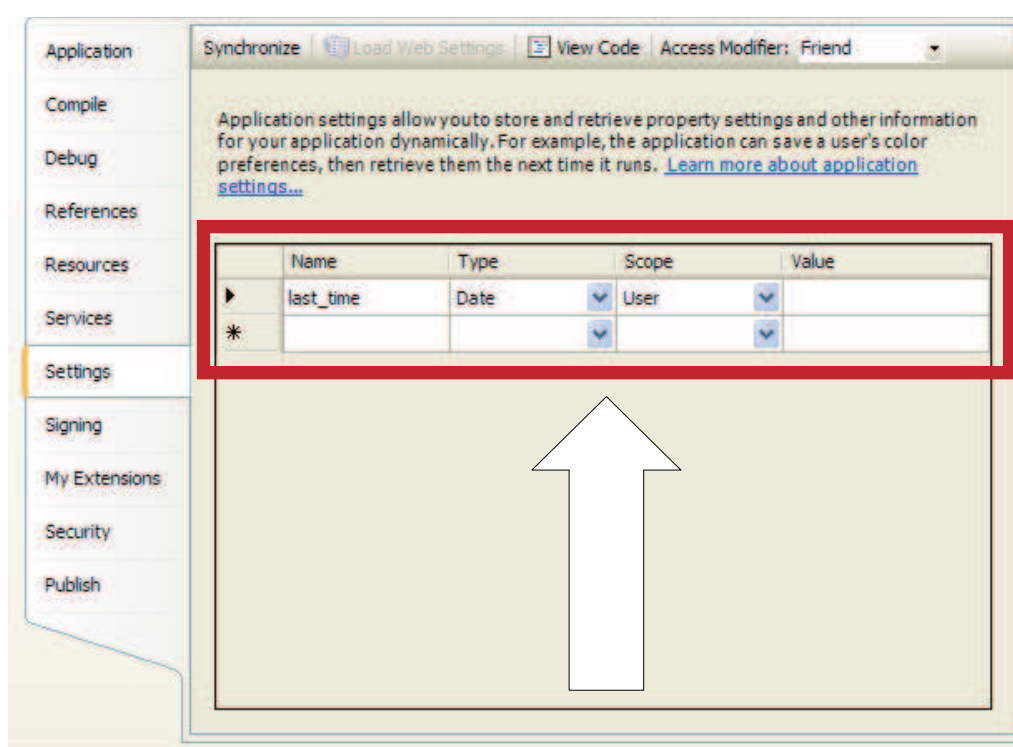 Application
Compile
Debug
References
Resources
Services
Settings
Signing
My Extensions
Security
Publish
Synchronize Load Web Settings View Code Access Modifier: Friend
Application settings allow you to store and retrieve property settings and other information
for your application dynamically. For example, the application can save a user's color
preferences, then retrieve them the next time it runs. Learn more about application
settings...
Name Type Scope Value
last_time Date User
*